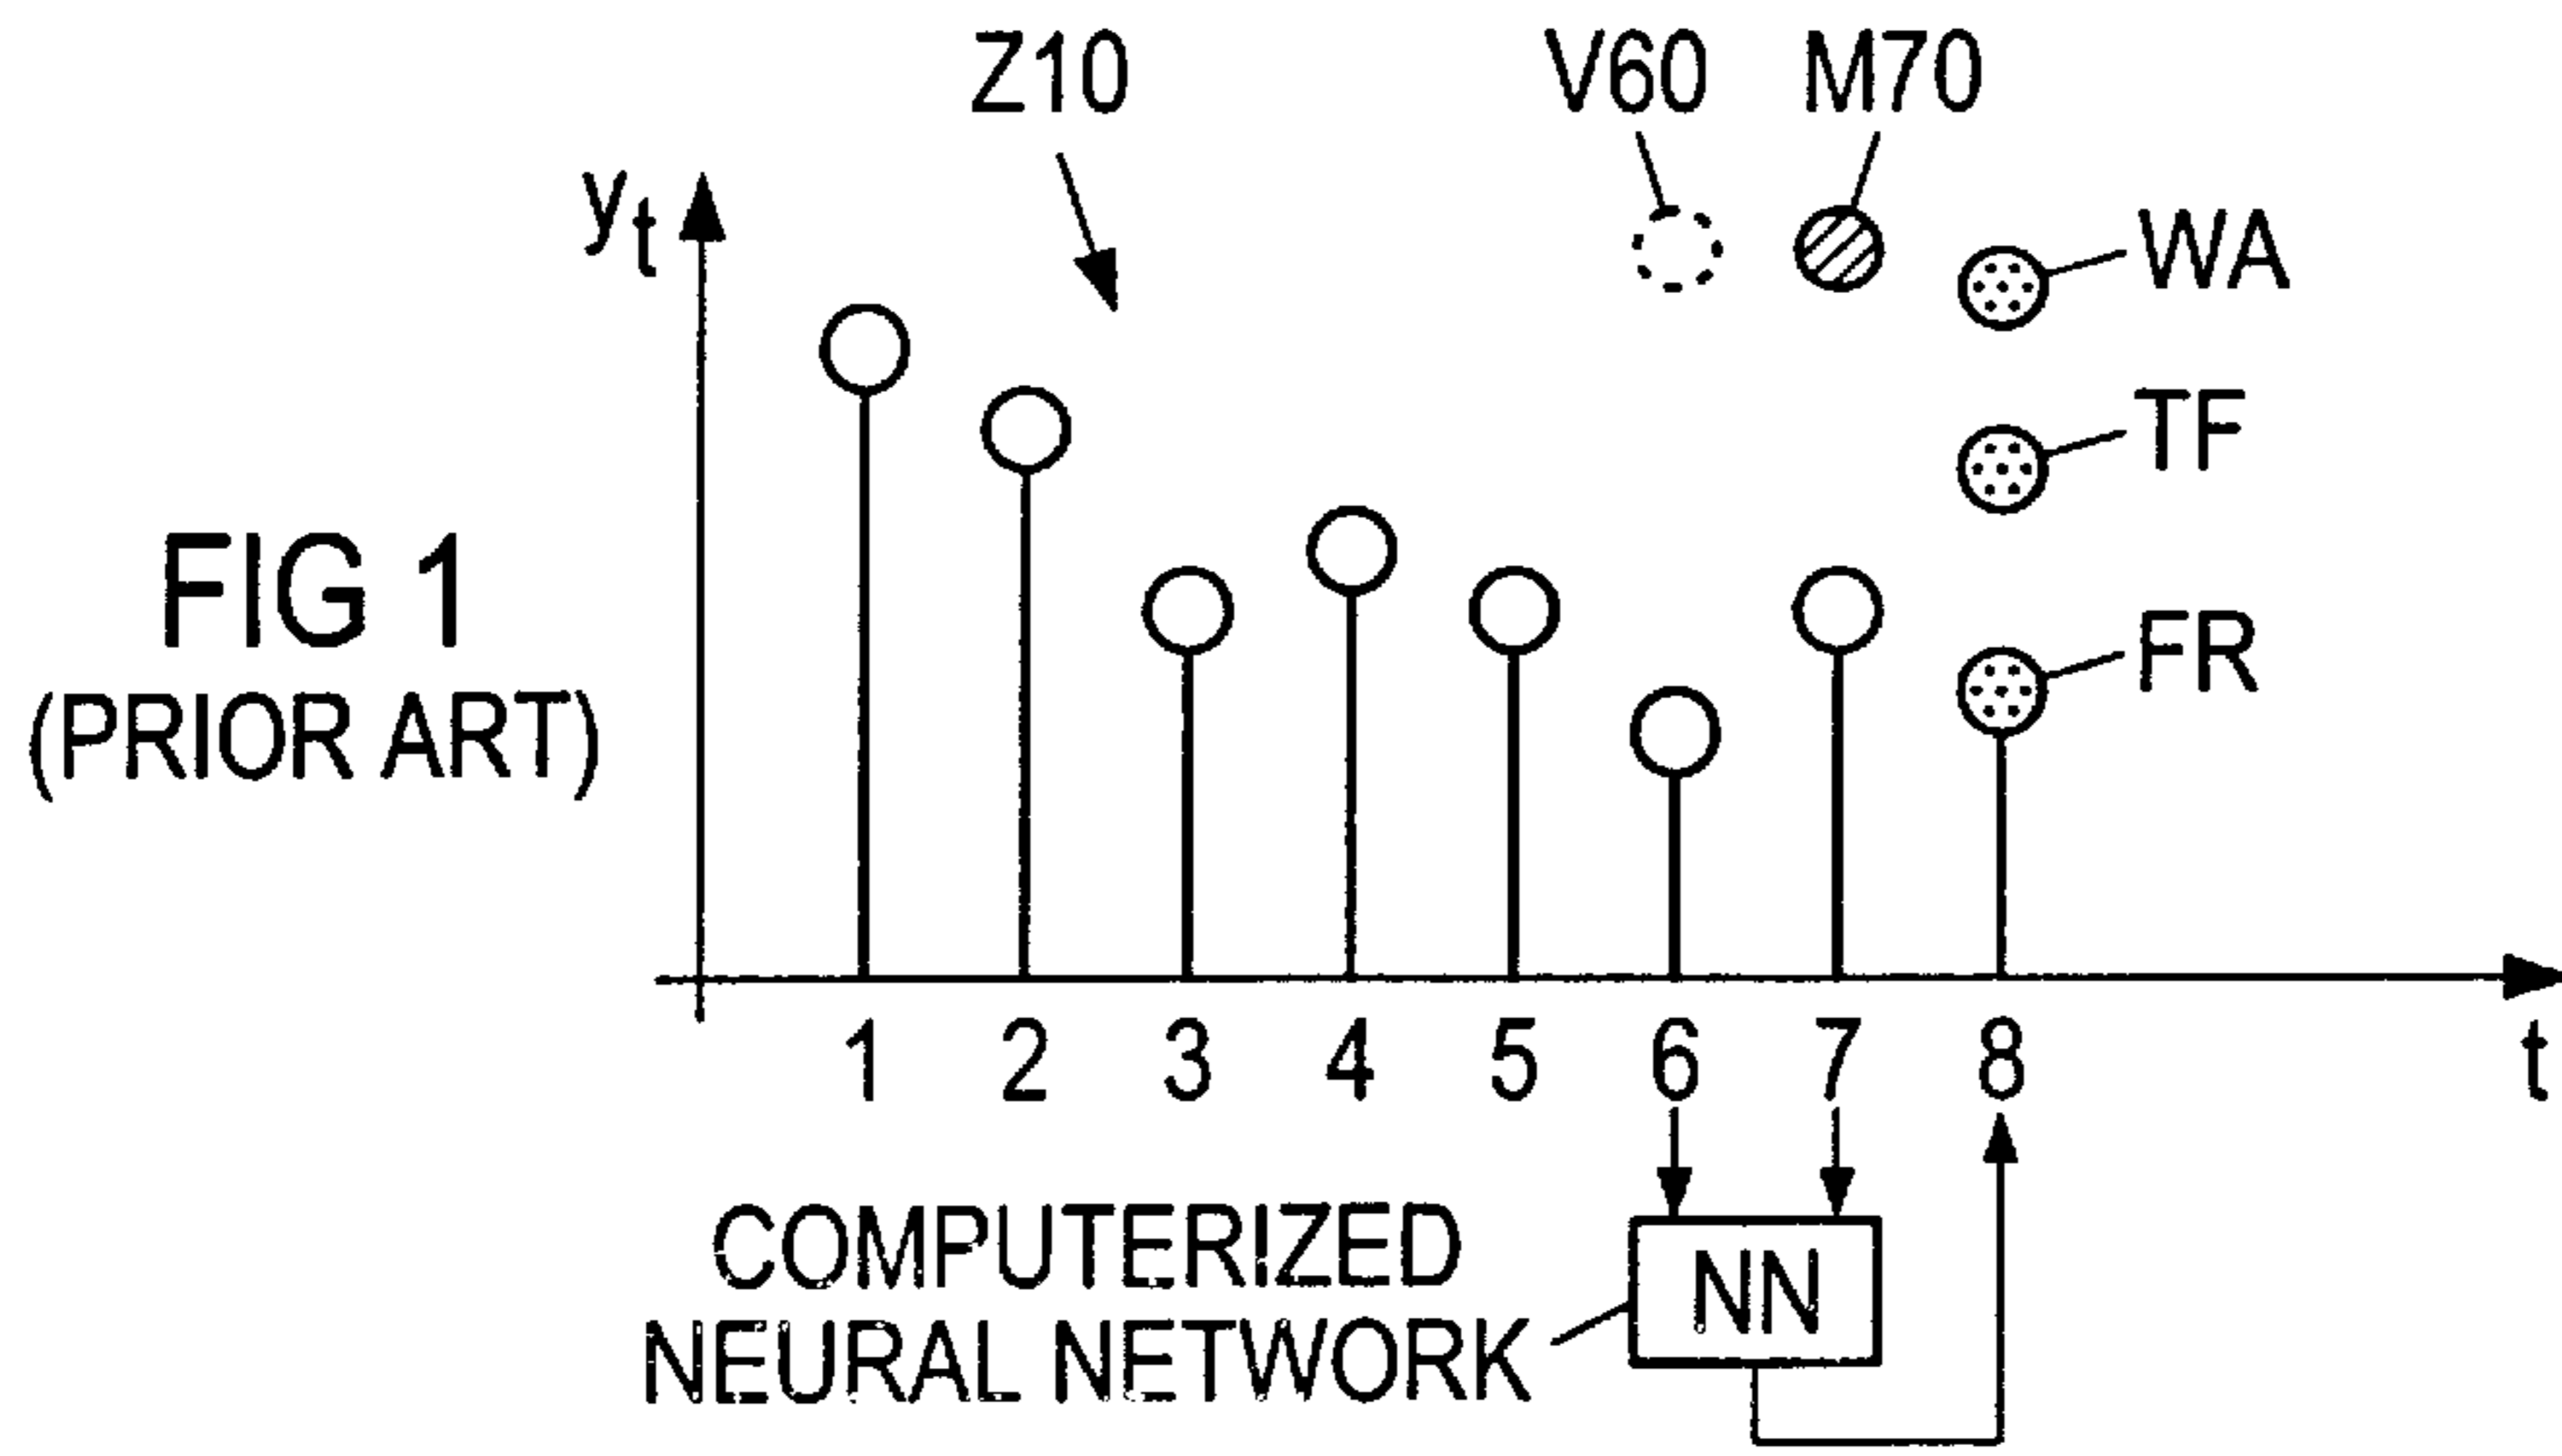 Z10
V60
M70
yt
WA
TF
FIG 1
(PRIOR ART)
FR
1 2 3 4 5 6 7 8 t
COMPUTERIZED
NEURAL NETWORK
NN